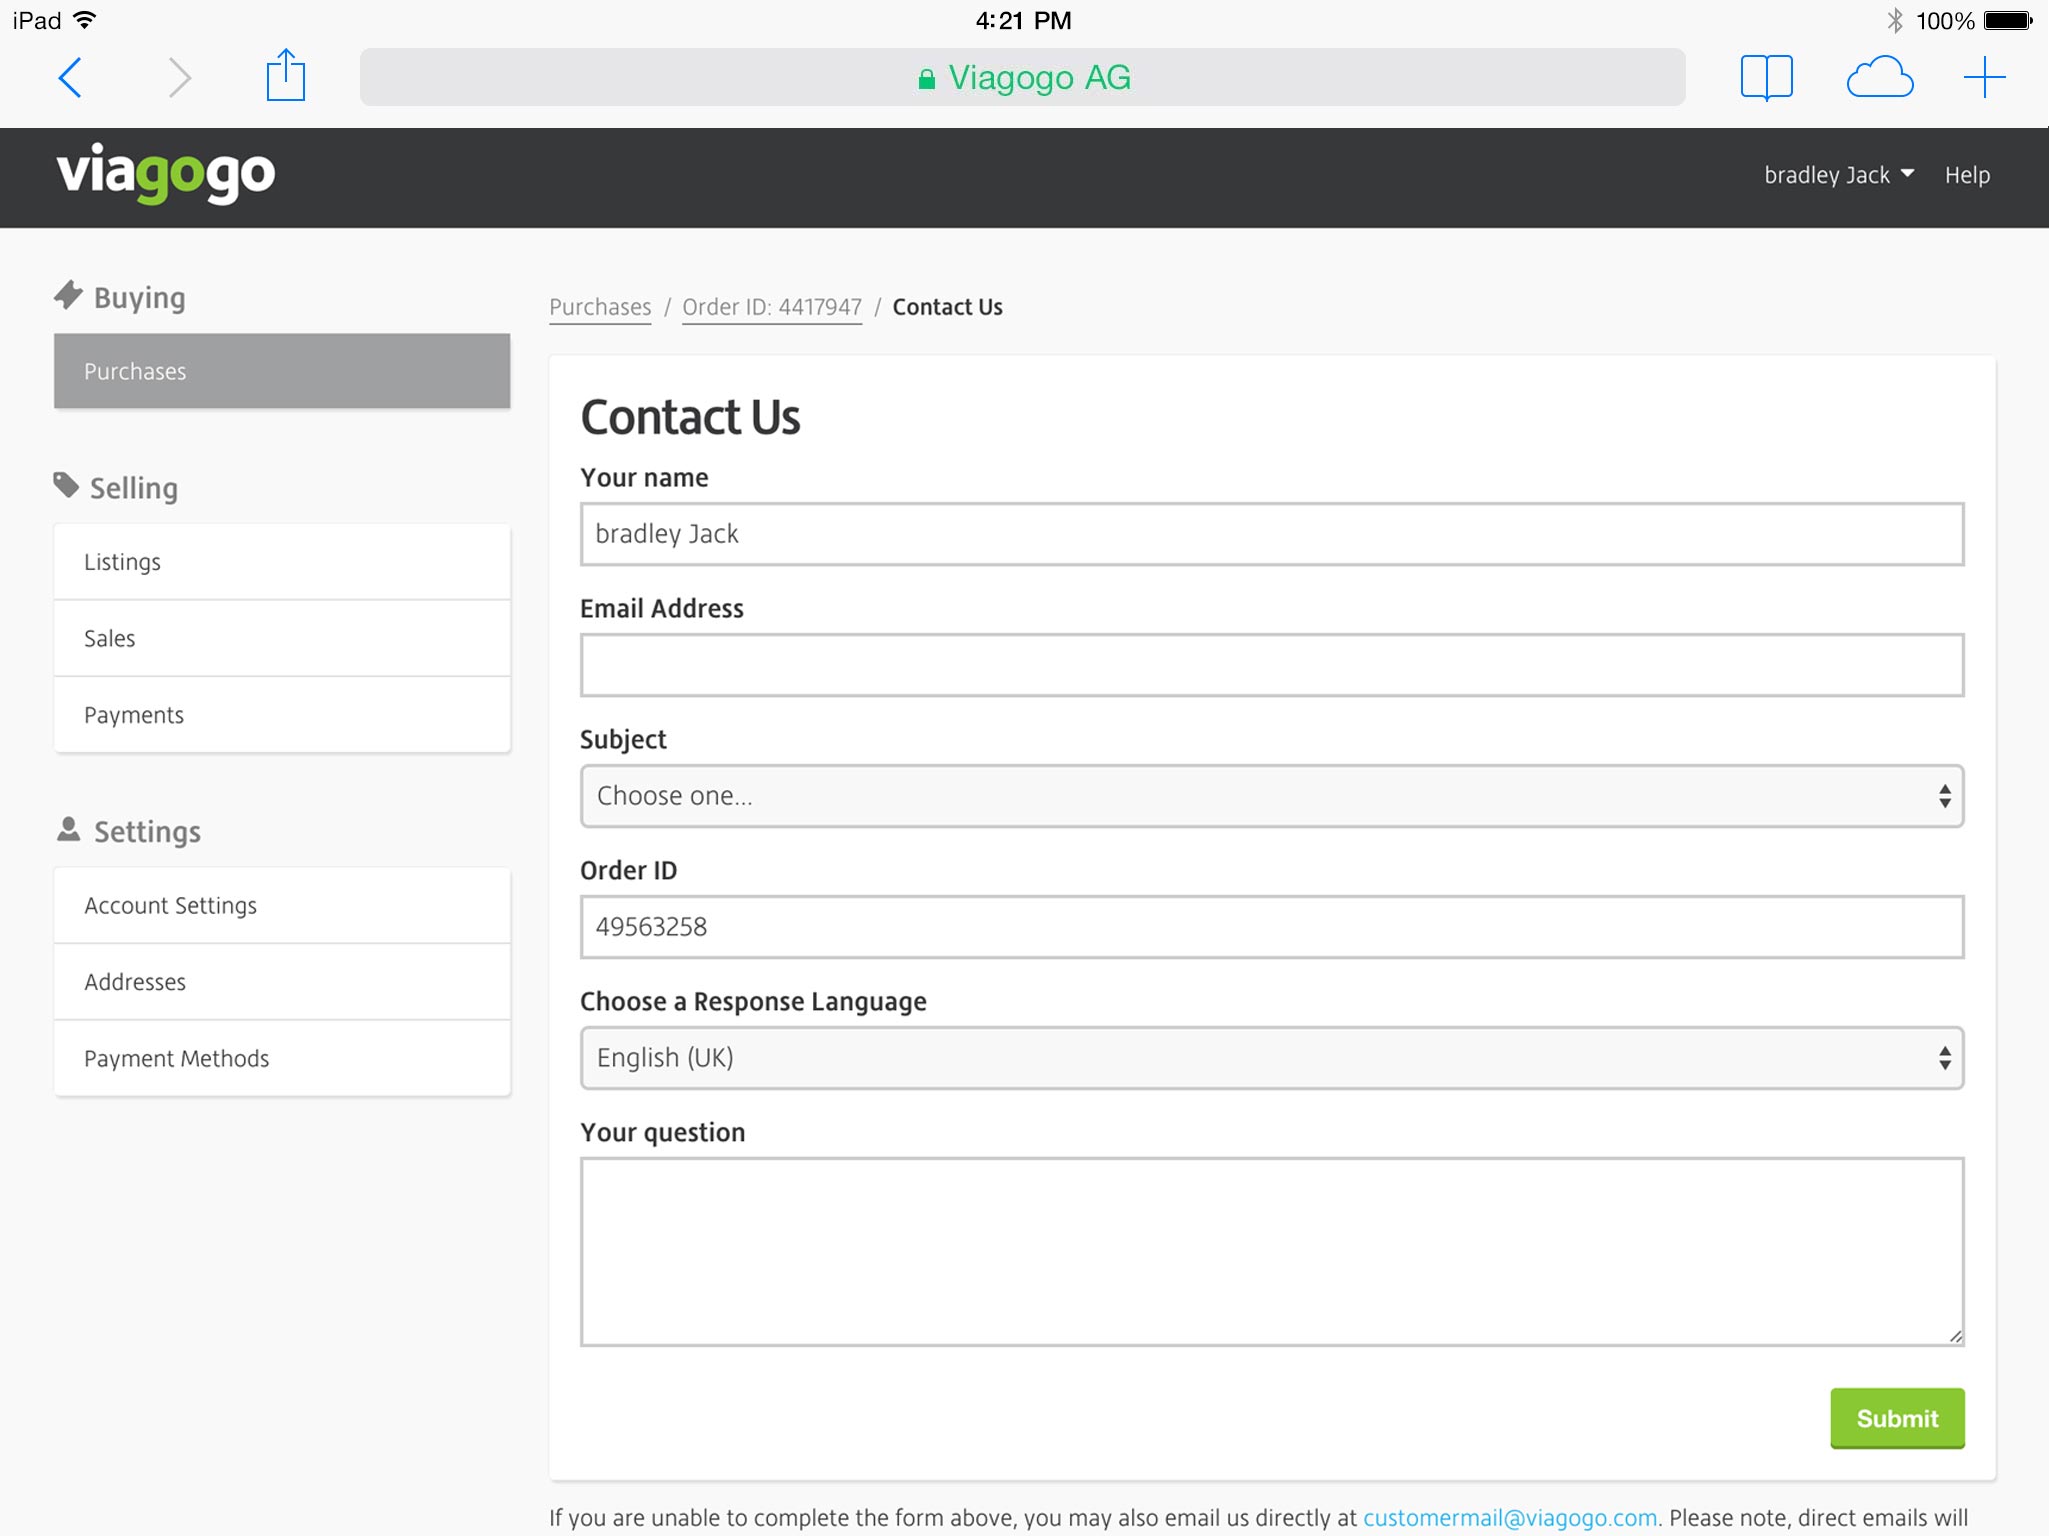 iPad 4:21 PM 100%
Viagogo AG
viagogo bradley Jack Help
Buying
Purchases
Selling
Listings
Sales
Payments
Settings
Account Settings
Addresses
Payment Methods
Purchases / Order ID: 4417947 / Contact Us
Contact Us
Your name
bradley Jack
Email Address
Subject
Choose one...
Order ID
49563258
Choose a Response Language
English (UK)
Your question
Submit
If you are unable to complete the form above, you may also email us directly at customermail@viagogo.com. Please note, direct emails will